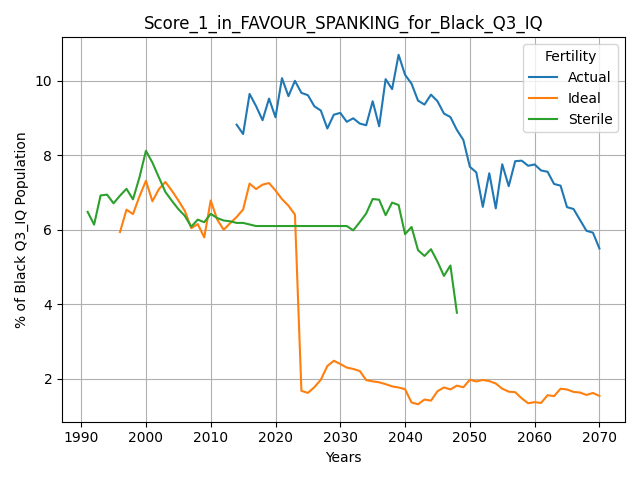 Score_1_in_FAVOUR_SPANKING_for_Black_Q3_IQ
% of Black Q3_IQ Population
10
8
6
4
2
Fertility
Actual
Ideal
Sterile
1990 2000 2010 2020 2030 2040 2050 2060 2070
Years